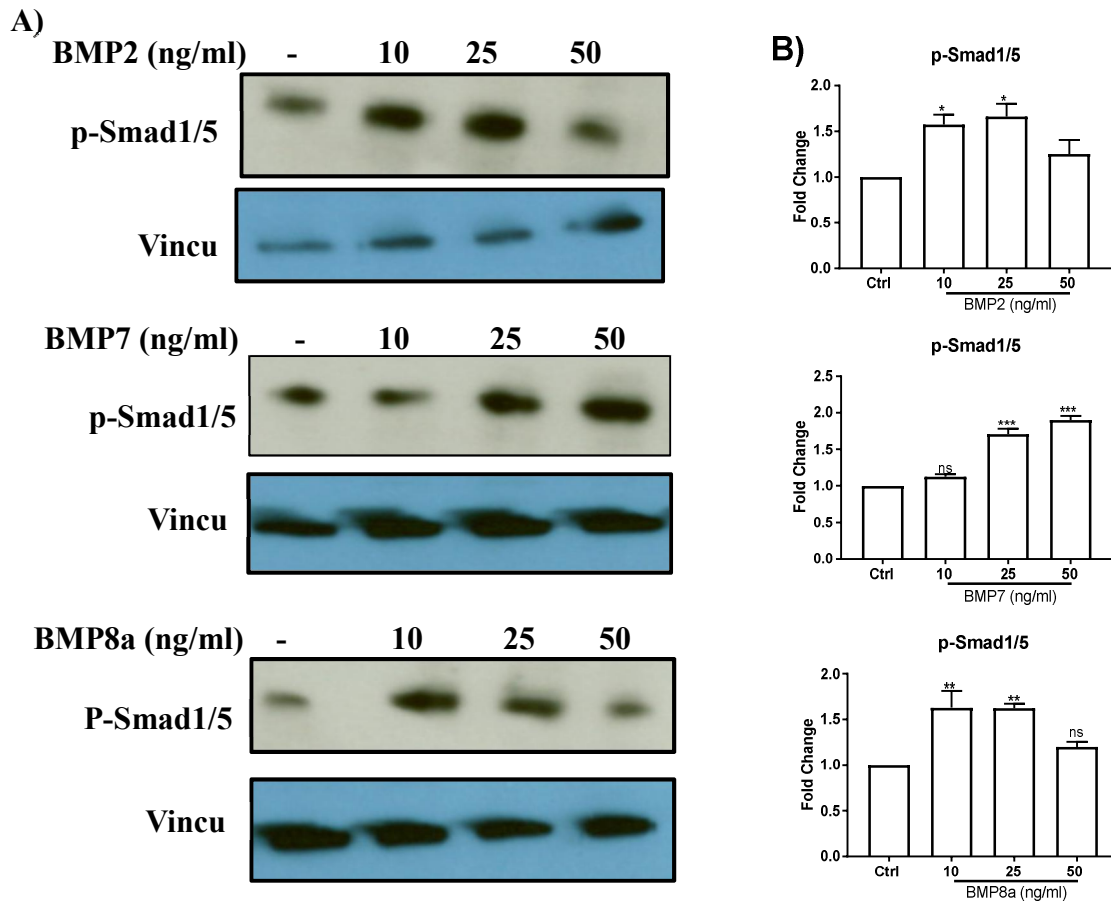 A)
BMP2 (ng/ml) - 10 25 50
p-Smad1/5
Vincu
BMP7 (ng/ml) - 10 25 50
p-Smad1/5
Vincu
BMP8a (ng/ml) - 10 25 50
P-Smad1/5
Vincu
B)
p-Smad1/5
Fold Change
2.0
1.5
1.0
0.5
0.0
* *
Ctrl 10 25 50
BMP2 (ng/ml)
p-Smad1/5
Fold Change
2.5
2.0
1.5
1.0
0.5
0.0
ns *** ***
Ctrl 10 25 50
BMP7 (ng/ml)
p-Smad1/5
Fold Change
2.0
1.5
1.0
0.5
0.0
** ** ns
Ctrl 10 25 50
BMP8a (ng/ml)